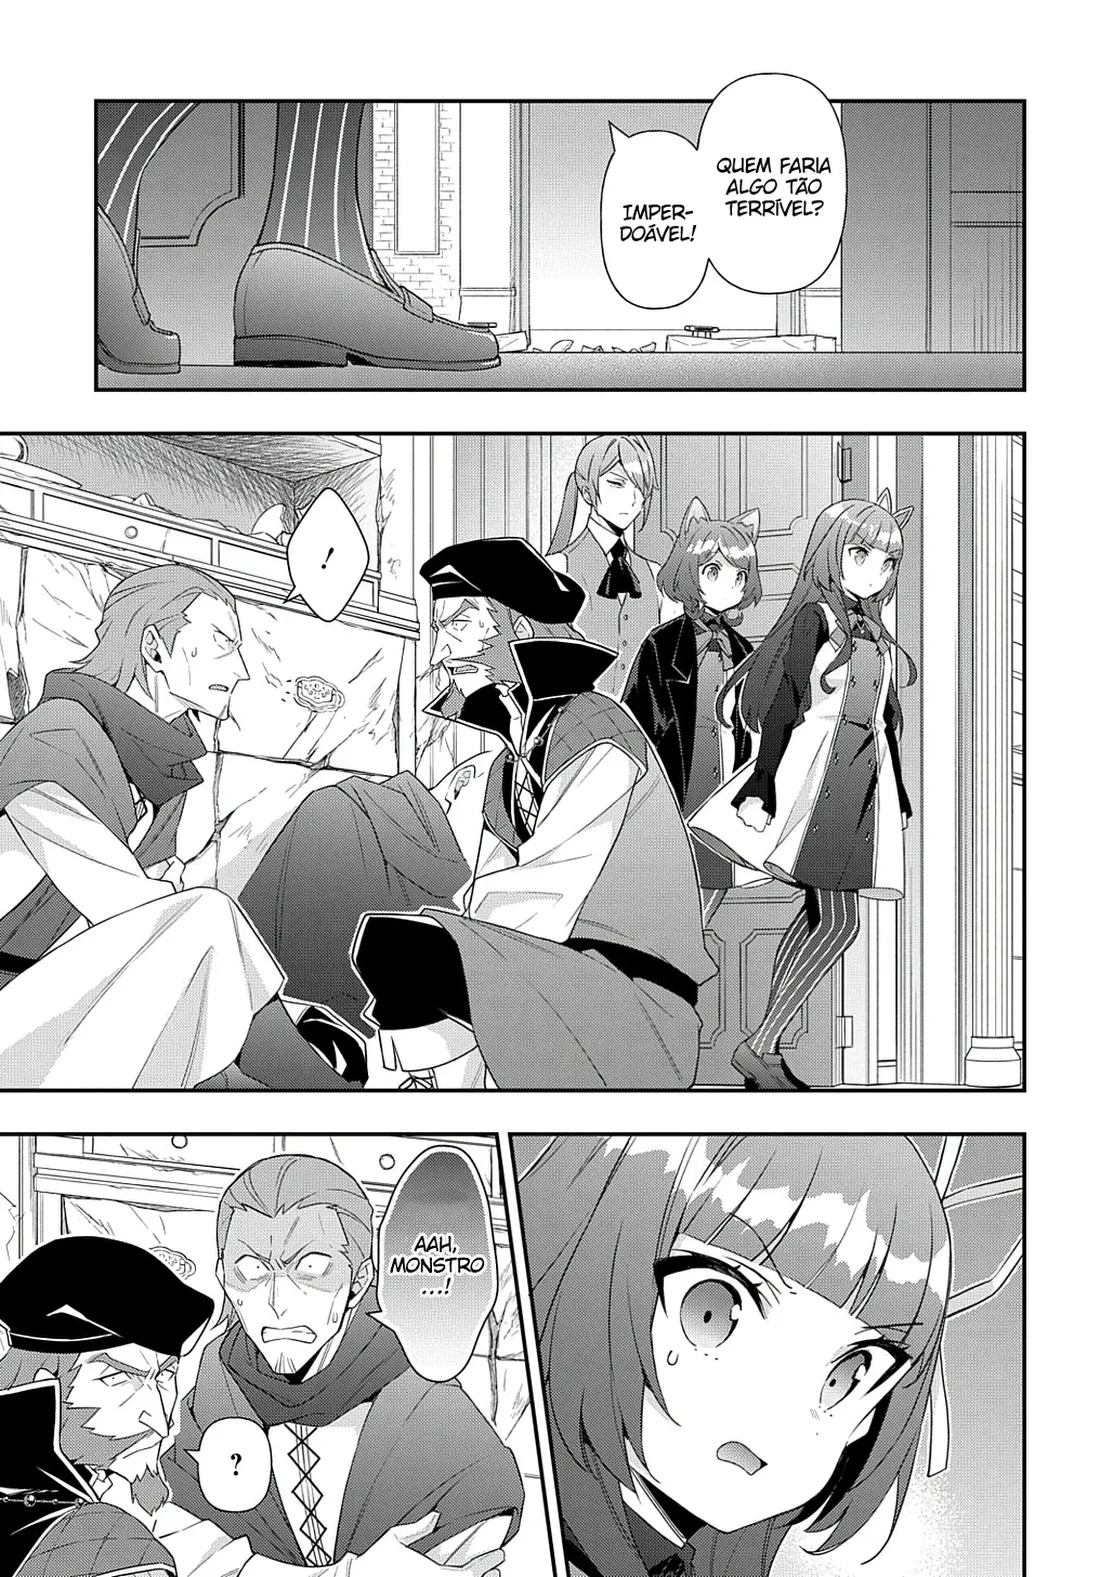 QUEM FARIA
ALGO TÃO
TERRÍVEL?
IMPER-
DOÁVEL!
!
AAH,
MONSTRO
...!
?